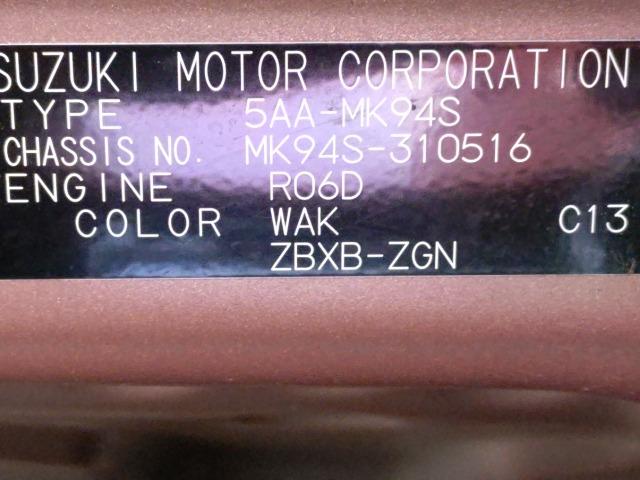 SUZUKI MOTOR CORPORATION
TYPE 5AA-MK94S
CHASSIS NO. MK94S-310516
ENGINE R06D
COLOR WAK C13
ZBXB-ZGN